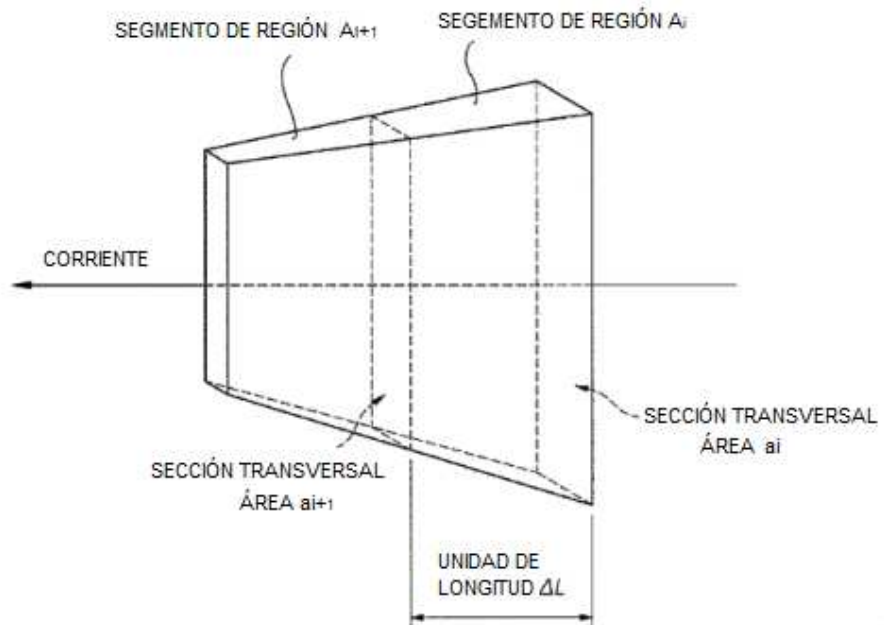 SEGMENTO DE REGIÓN Ai+1
SEGEMENTO DE REGIÓN Ai
CORRIENTE
SECCIÓN TRANSVERSAL
ÁREA ai
SECCIÓN TRANSVERSAL
ÁREA ai+1
UNIDAD DE
LONGITUD ΔL